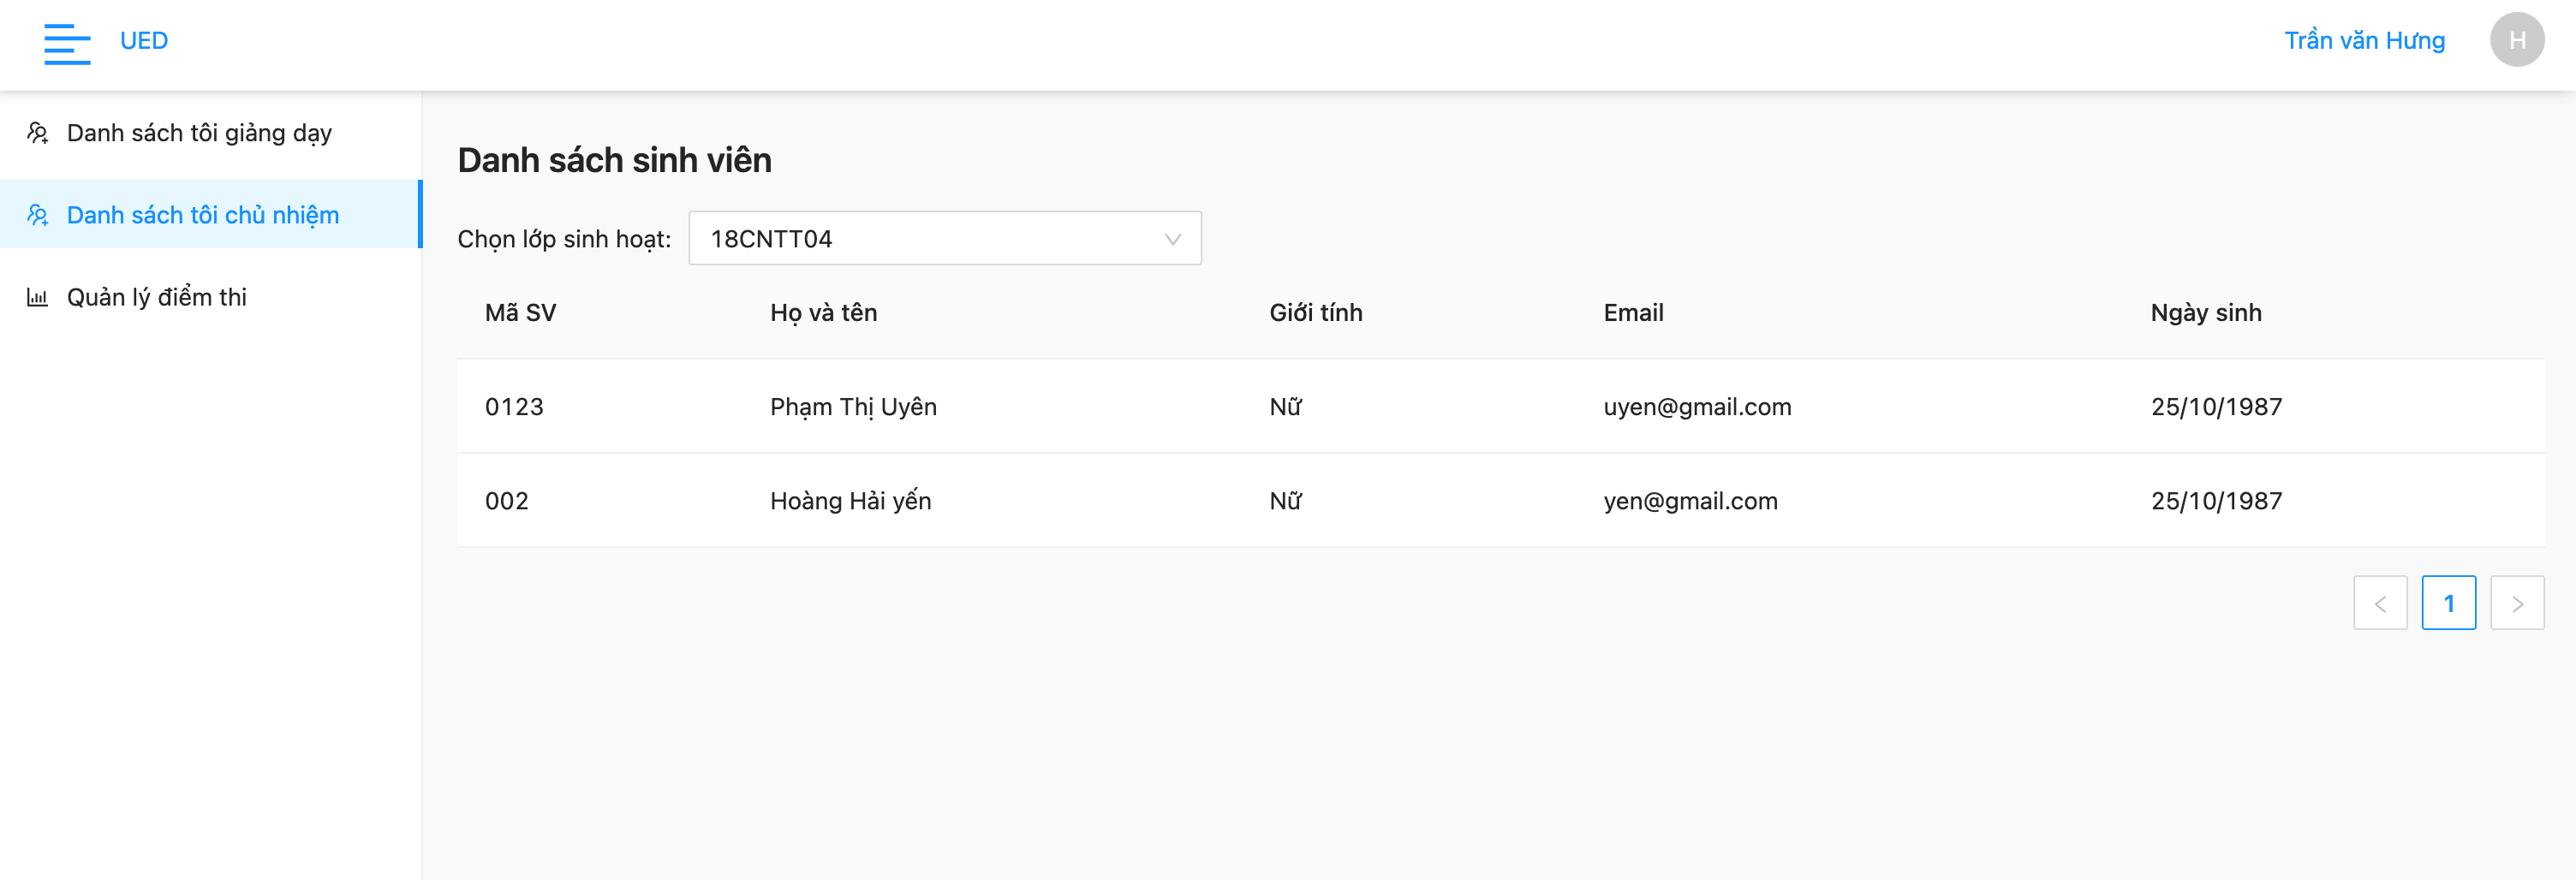 UED
Trần văn Hưng
H
Danh sách tôi giảng dạy
Danh sách tôi chủ nhiệm
Quản lý điểm thi
Danh sách sinh viên
Chọn lớp sinh hoạt: 18CNTT04
Mã SV Họ và tên Giới tính Email Ngày sinh
0123 Phạm Thị Uyên Nữ uyen@gmail.com 25/10/1987
002 Hoàng Hải yến Nữ yen@gmail.com 25/10/1987
1